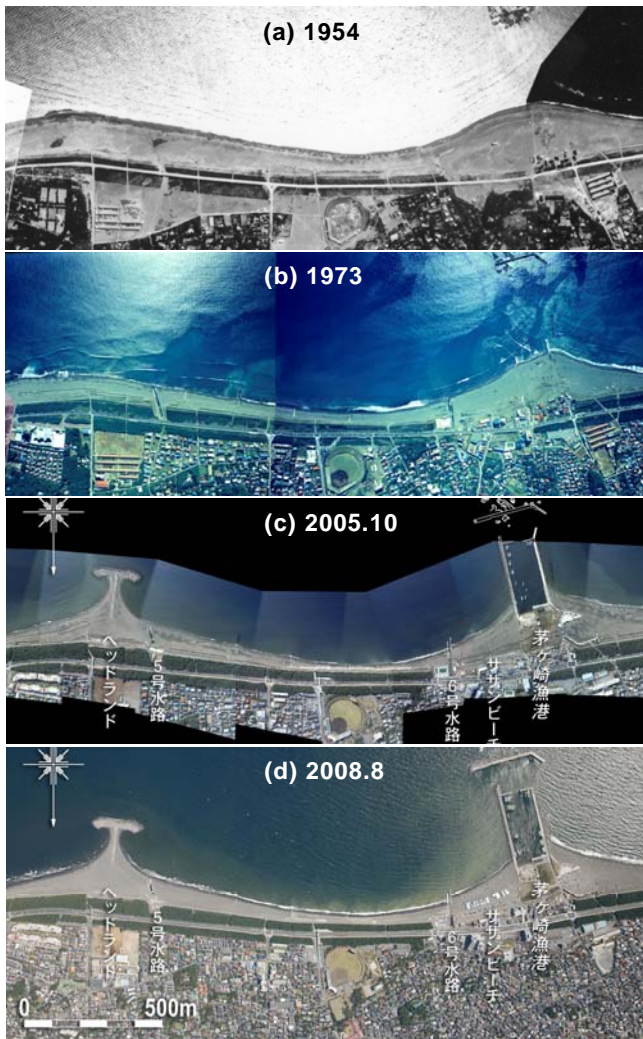 (a) 1954
(b) 1973
(c) 2005.10
ヘッドランド
5号水路
6号水路
サザンビーチ
茅ヶ崎漁港
(d) 2008.8
ヘッドランド
5号水路
6号水路
サザンビーチ
茅ヶ崎漁港
0 500m